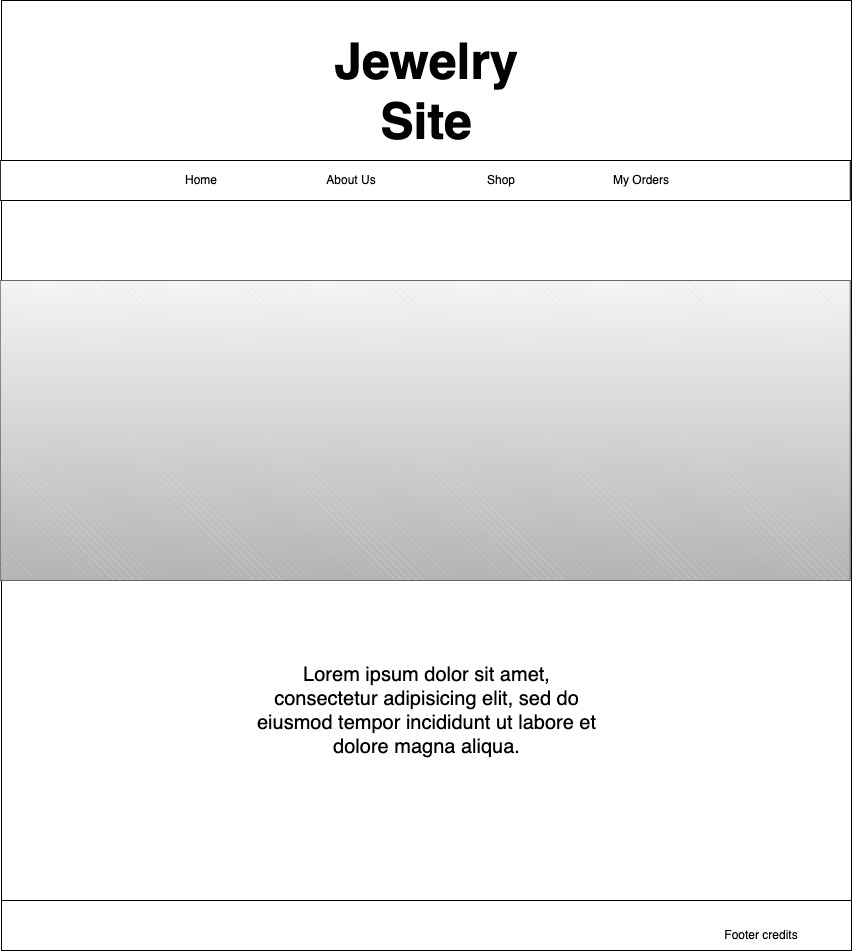 Jewelry
Site
Home About Us Shop My Orders
Lorem ipsum dolor sit amet,
consectetur adipisicing elit, sed do
eiusmod tempor incididunt ut labore et
dolore magna aliqua.
Footer credits